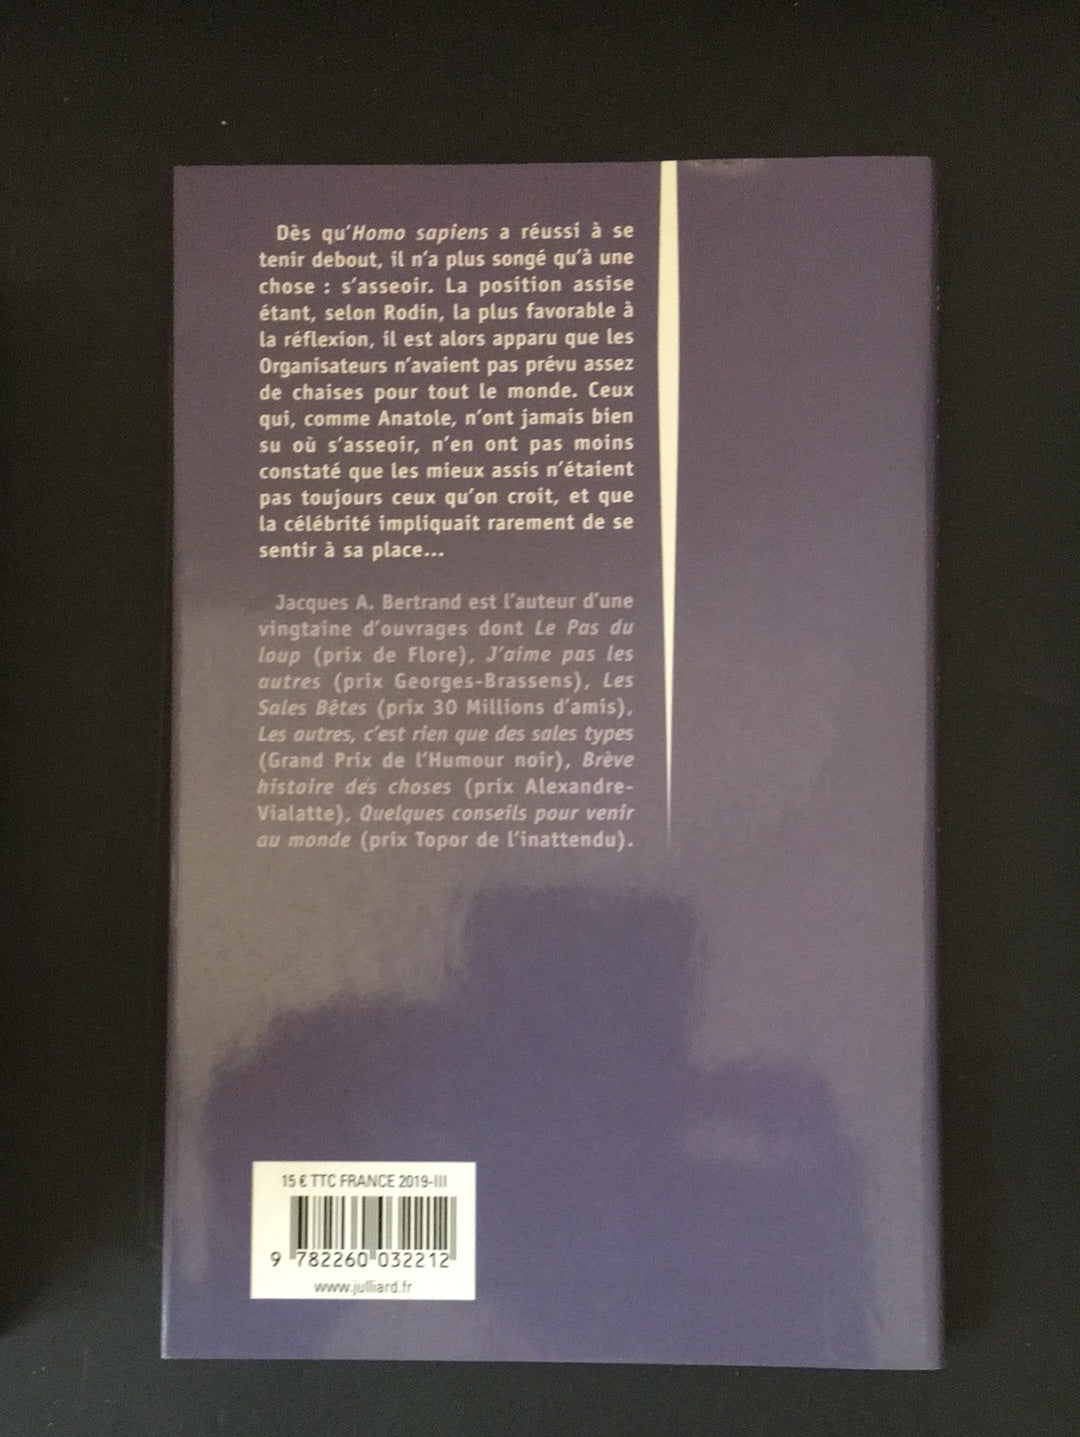 Dès qu'Homo sapiens a réussi à se
tenir debout, il n'a plus songé qu'à une
chose : s'asseoir. La position assise
étant, selon Rodin, la plus favorable à
la réflexion, il est alors apparu que les
Organisateurs n'avaient pas prévu assez
de chaises pour tout le monde. Ceux
qui, comme Anatole, n'ont jamais bien
su où s'asseoir, n'en ont pas moins
constaté que les mieux assis n'étaient
pas toujours ceux qu'on croit, et que
la célébrité impliquait rarement de se
sentir à sa place...
Jacques A. Bertrand est l'auteur d'une
vingtaine d'ouvrages dont Le Pas du
loup (prix de Flore), J'aime pas les
autres (prix Georges-Brassens), Les
Sales Bêtes (prix 30 Millions d'amis),
Les autres, c'est rien que des sales types
(Grand Prix de l'Humour noir), Brève
histoire des choses (prix Alexandre-
Vialatte), Quelques conseils pour venir
au monde (prix Topor de l'inattendu).
15 € TTC FRANCE 2019-III
9 782260 032212
www.julliard.fr